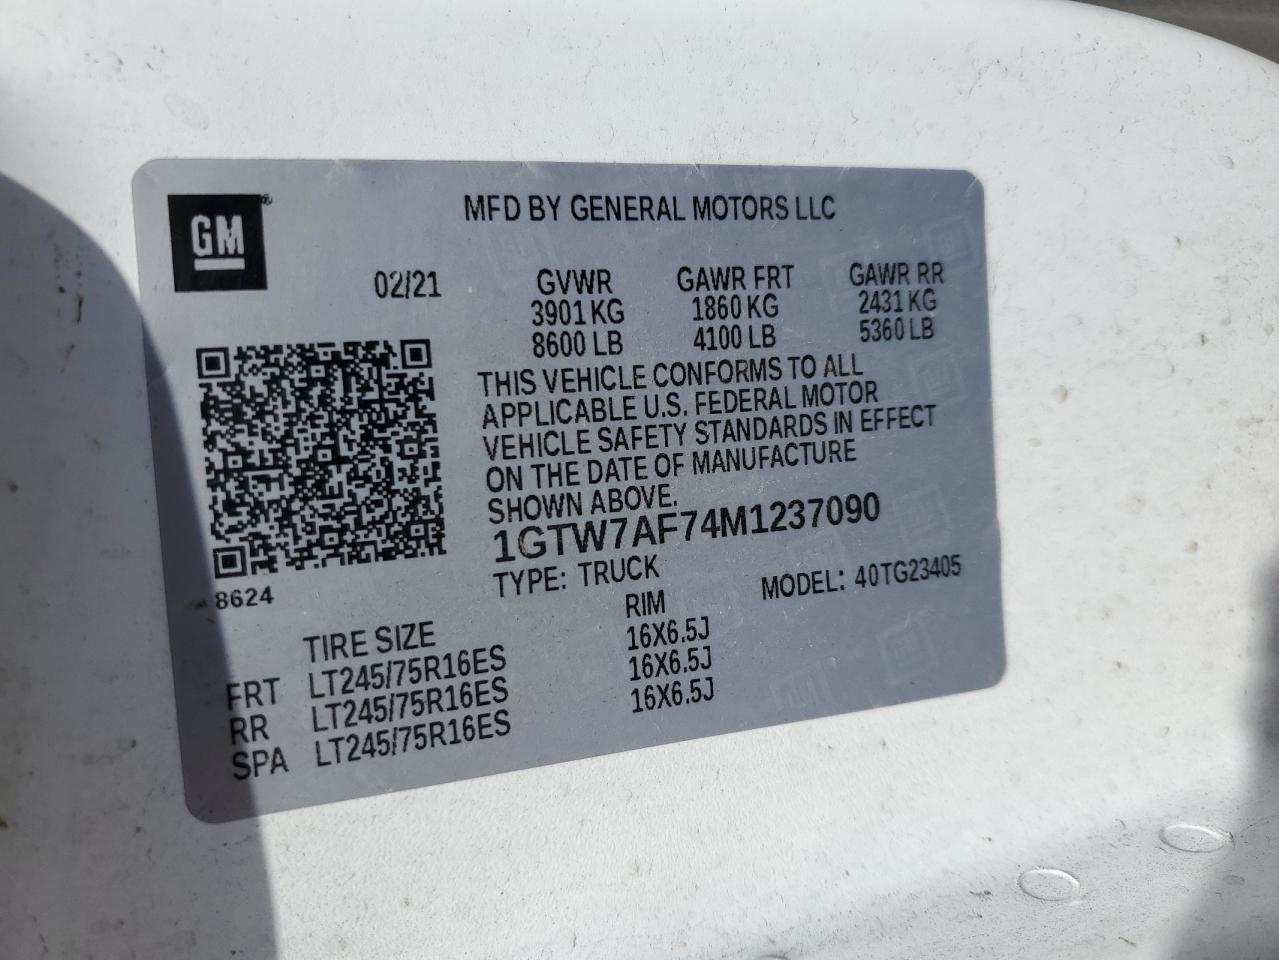 GM
MFD BY GENERAL MOTORS LLC
02/21 GVWR GAWR FRT GAWR RR
3901 KG 1860 KG 2431 KG
8600 LB 4100 LB 5360 LB
THIS VEHICLE CONFORMS TO ALL
APPLICABLE U.S. FEDERAL MOTOR
VEHICLE SAFETY STANDARDS IN EFFECT
ON THE DATE OF MANUFACTURE
SHOWN ABOVE.
1GTW7AF74M1237090
TYPE: TRUCK MODEL: 40TG23405
8624
TIRE SIZE RIM
FRT LT245/75R16ES 16X6.5J
RR LT245/75R16ES 16X6.5J
SPA LT245/75R16ES 16X6.5J